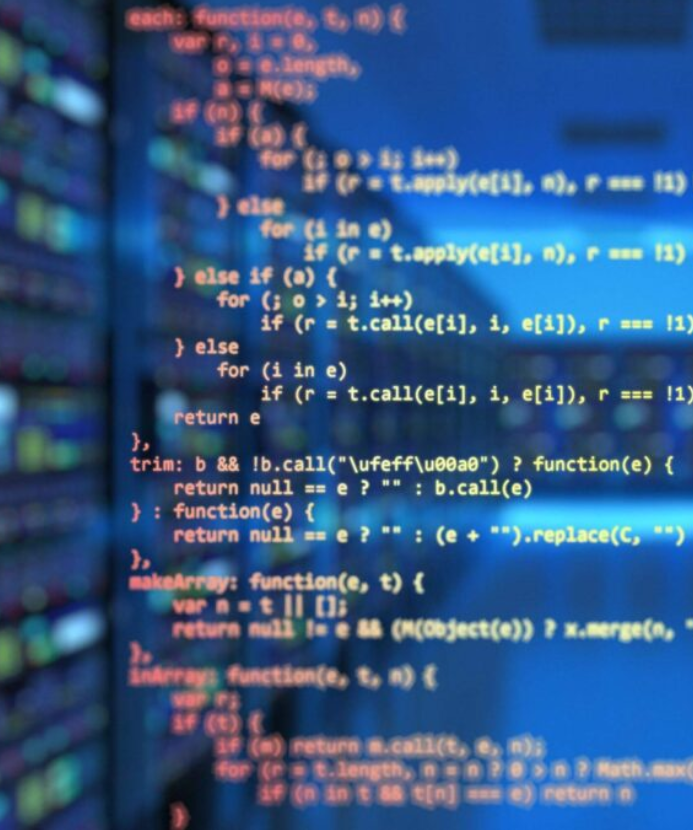 each: function(e, t, n) {
var r, i = 0,
o = e.length,
a = M(e);
if (n) {
if (a) {
for (; o > i; i++)
if (r = t.apply(e[i], n), r === !1)
} else
for (i in e)
if (r = t.apply(e[i], n), r === !1)
} else if (a) {
for (; o > i; i++)
if (r = t.call(e[i], i, e[i]), r === !1)
} else
for (i in e)
if (r = t.call(e[i], i, e[i]), r === !1)
return e
},
trim: b && !b.call("\ufeff\u00a0") ? function(e) {
return null == e ? "" : b.call(e)
} : function(e) {
return null == e ? "" : (e + "").replace(C, "")
},
makeArray: function(e, t) {
var n = t || [];
return null != e && (M(Object(e)) ? x.merge(n, "
},
inArray: function(e, t, n) {
var r;
if (t) {
if (m) return m.call(t, e, n);
for (r = t.length, n = n ? 0 > n ? Math.max(
if (n in t && t[n] === e) return n
}